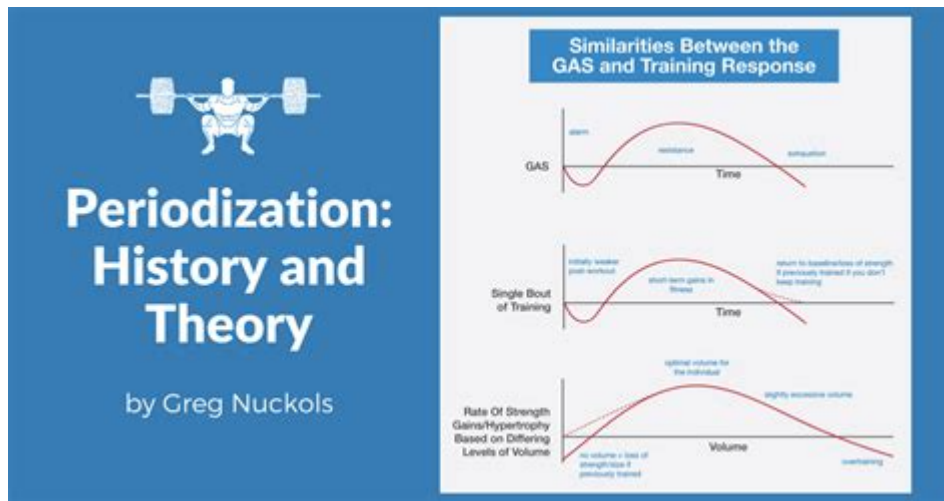 Periodization:
History and
Theory
by Greg Nuckols
Similarities Between the
GAS and Training Response
alarm
resistance
exhaustion
GAS
Time
initially weaker
post-workout
short-term gains in
fitness
return to baseline/loss of strength
if previously trained if you don't
keep training
Single Bout
of Training
Time
optimal volume for
the individual
slightly excessive volume
Rate Of Strength
Gains/Hypertrophy
Based on Differing
Levels of Volume
Volume
no volume = loss of
strength/size if
previously trained
overtraining